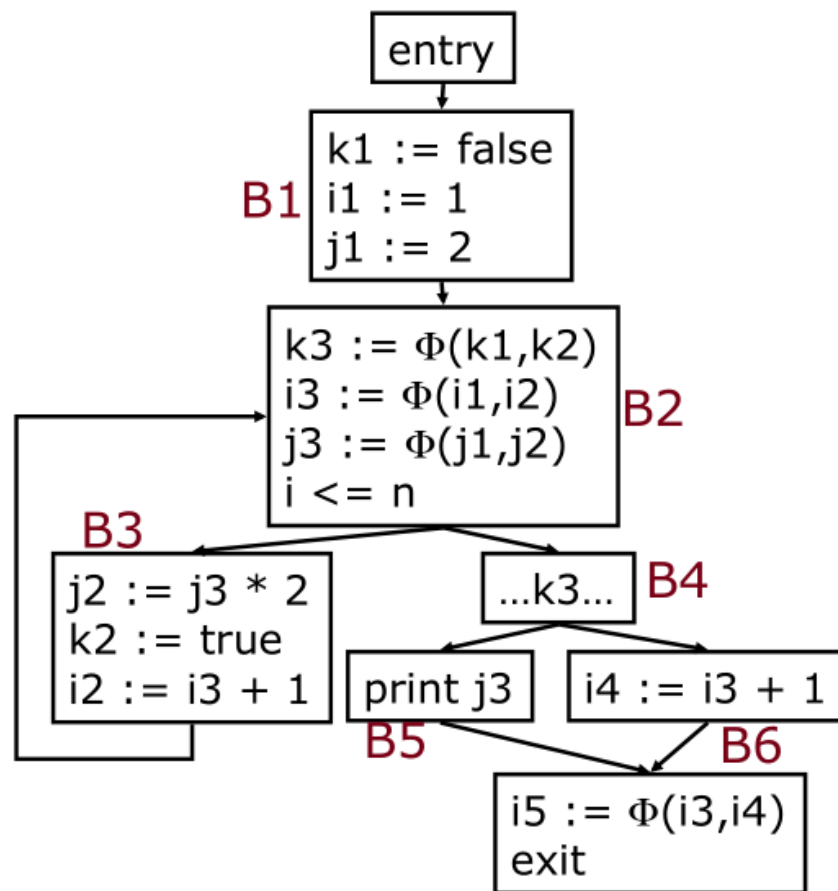 entry
B1
k1 := false
i1 := 1
j1 := 2
k3 := Φ(k1,k2)
i3 := Φ(i1,i2)
j3 := Φ(j1,j2)
i <= n
B2
B3
j2 := j3 * 2
k2 := true
i2 := i3 + 1
...k3...
B4
print j3
B5
i4 := i3 + 1
B6
i5 := Φ(i3,i4)
exit